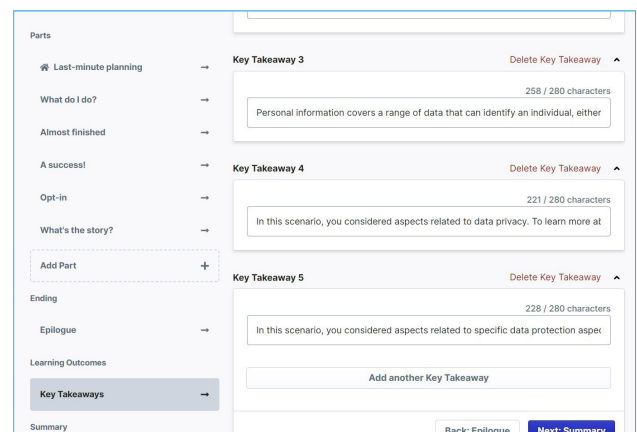 Parts
Last-minute planning
What do I do?
Almost finished
A success!
Opt-in
What's the story?
Add Part
Ending
Epilogue
Learning Outcomes
Key Takeaways
Summary
Key Takeaway 3 Delete Key Takeaway
258 / 280 characters
Personal information covers a range of data that can identify an individual, either
Key Takeaway 4 Delete Key Takeaway
221 / 280 characters
In this scenario, you considered aspects related to data privacy. To learn more
Key Takeaway 5 Delete Key Takeaway
228 / 280 characters
In this scenario, you considered aspects related to specific data protection
Add another Key Takeaway
Back: Epilogue Next: Summary